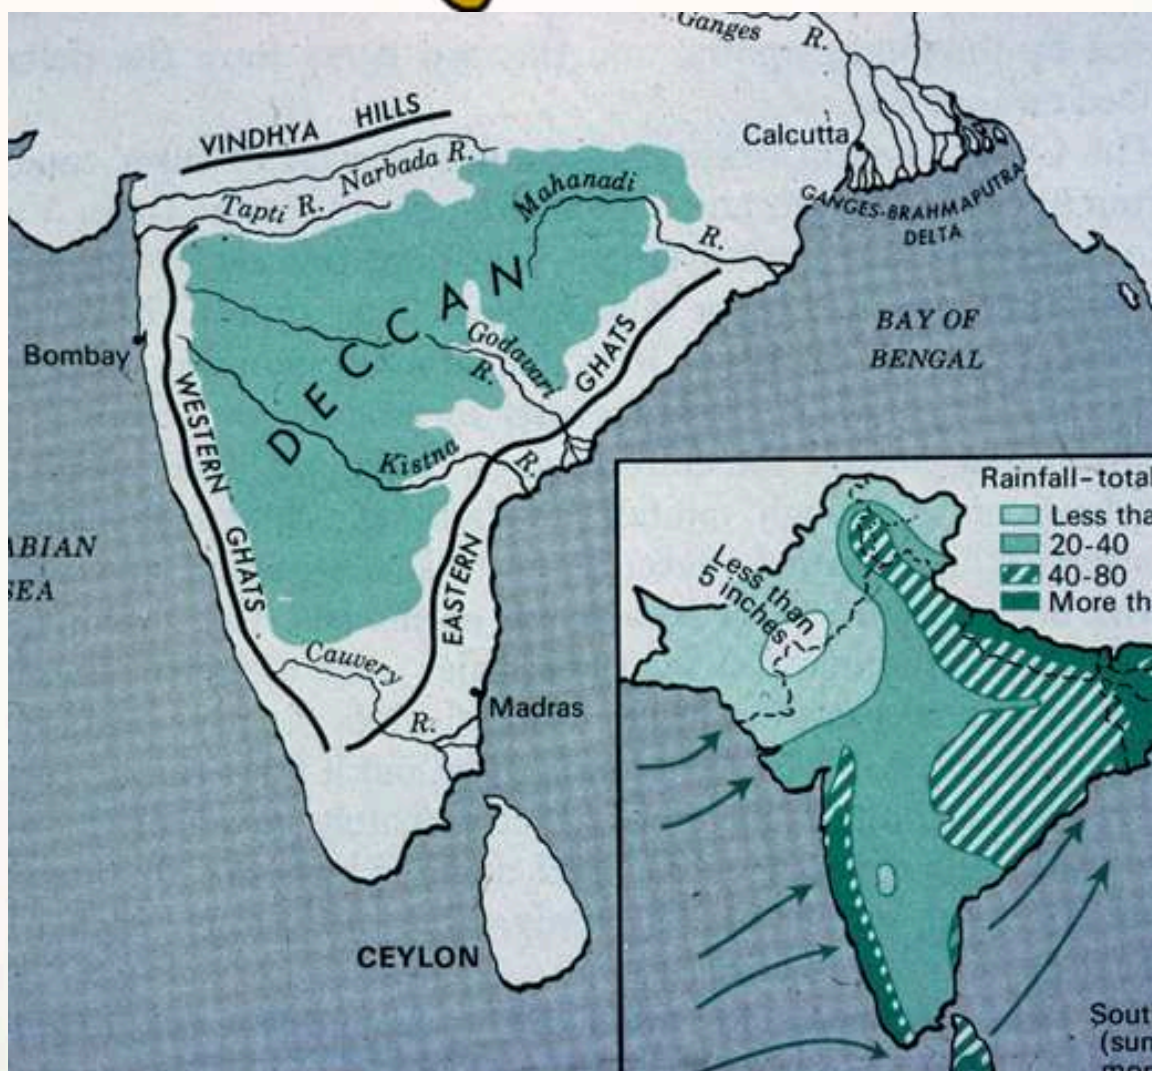 Ganges R.
VINDHYA HILLS
Narbada R.
Tapti R.
Calcutta
GANGES-BRAHMAPUTRA
DELTA
Mahanadi
R.
DECCAN
Godavari
R.
GHATS
BAY OF
BENGAL
Bombay
WESTERN
GHATS
Kistna
R.
EASTERN
ABIAN
SEA
Cauvery
R.
Madras
CEYLON
Rainfall-total
Less tha
20-40
40-80
More th
Less than
5 inches
Sout
(sum
mon